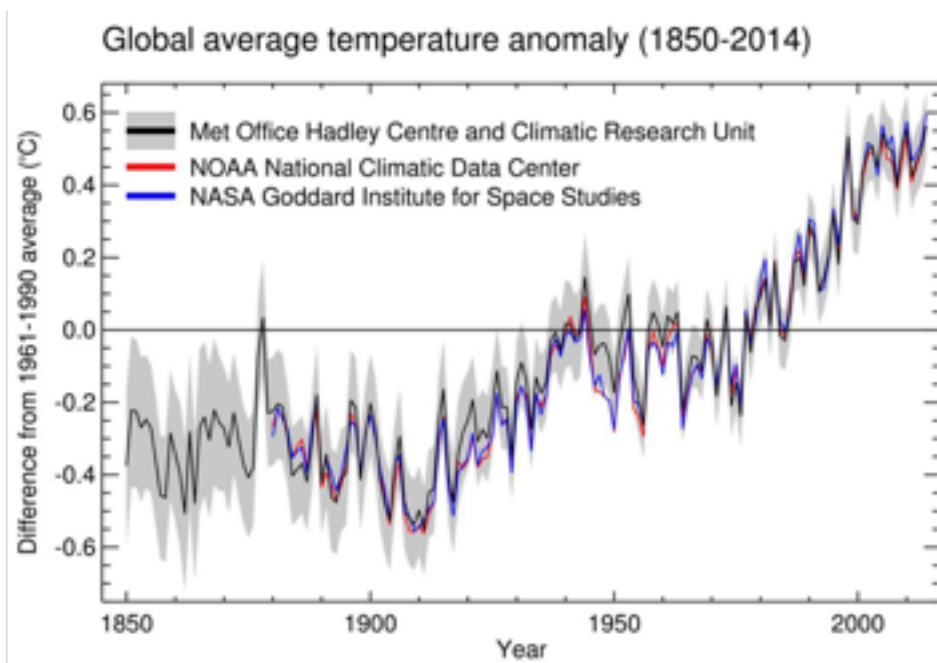 Global average temperature anomaly (1850-2014)
Met Office Hadley Centre and Climatic Research Unit
NOAA National Climatic Data Center
NASA Goddard Institute for Space Studies
Difference from 1961-1990 average (°C)
0.6
0.4
0.2
0.0
-0.2
-0.4
-0.6
1850 1900 1950 2000
Year